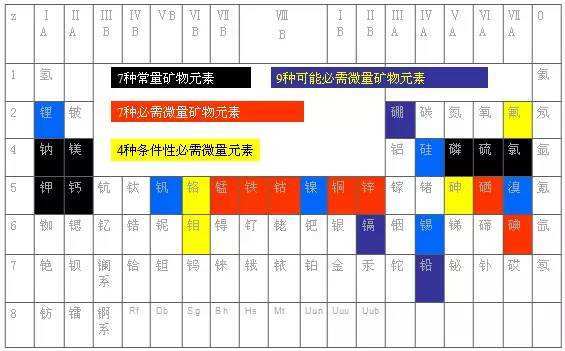 z I A II A III B IV B V B VI B VII B VIII B I B II B III A IV A V A VI A VII A 0
1 氢 7种常量矿物元素 9种可能必需微量矿物元素 氦
2 锂 铍 7种必需微量矿物元素 硼 碳 氮 氧 氟 氖
4 钠 镁 4种条件性必需微量元素 铝 硅 磷 硫 氯 氩
5 钾 钙 钪 钛 钒 铬 锰 铁 钴 镍 铜 锌 镓 锗 砷 硒 溴 氪
6 铷 锶 钇 锆 铌 钼 锝 钌 铑 钯 银 镉 铟 锡 锑 碲 碘 氙
7 铯 钡 镧系 铪 钽 钨 铼 锇 铱 铂 金 汞 铊 铅 铋 钋 砹 氡
8 钫 镭 锕系 Rf Db Sg Bh Hs Mt Uun Uuu Uub